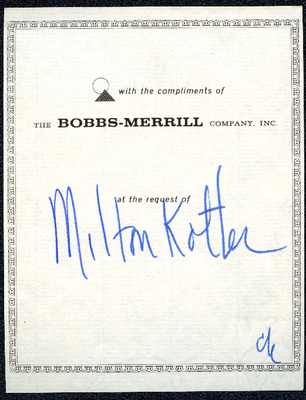 with the compliments of
THE BOBBS-MERRILL COMPANY, INC.
at the request of
Milton Kotler